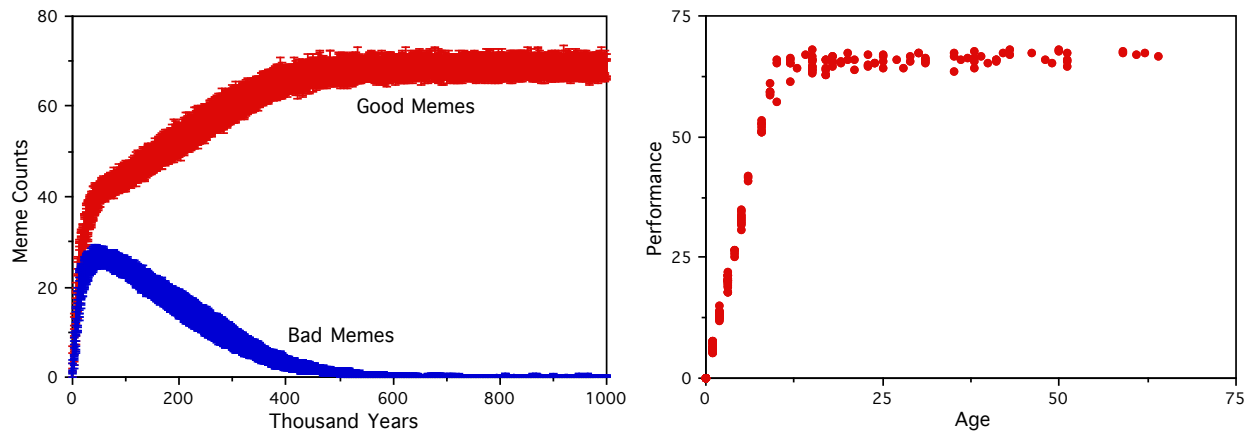 80
60
40
20
0
Meme Counts
Good Memes
Bad Memes
0 200 400 600 800 1000
Thousand Years
75
50
25
0
Performance
0 25 50 75
Age